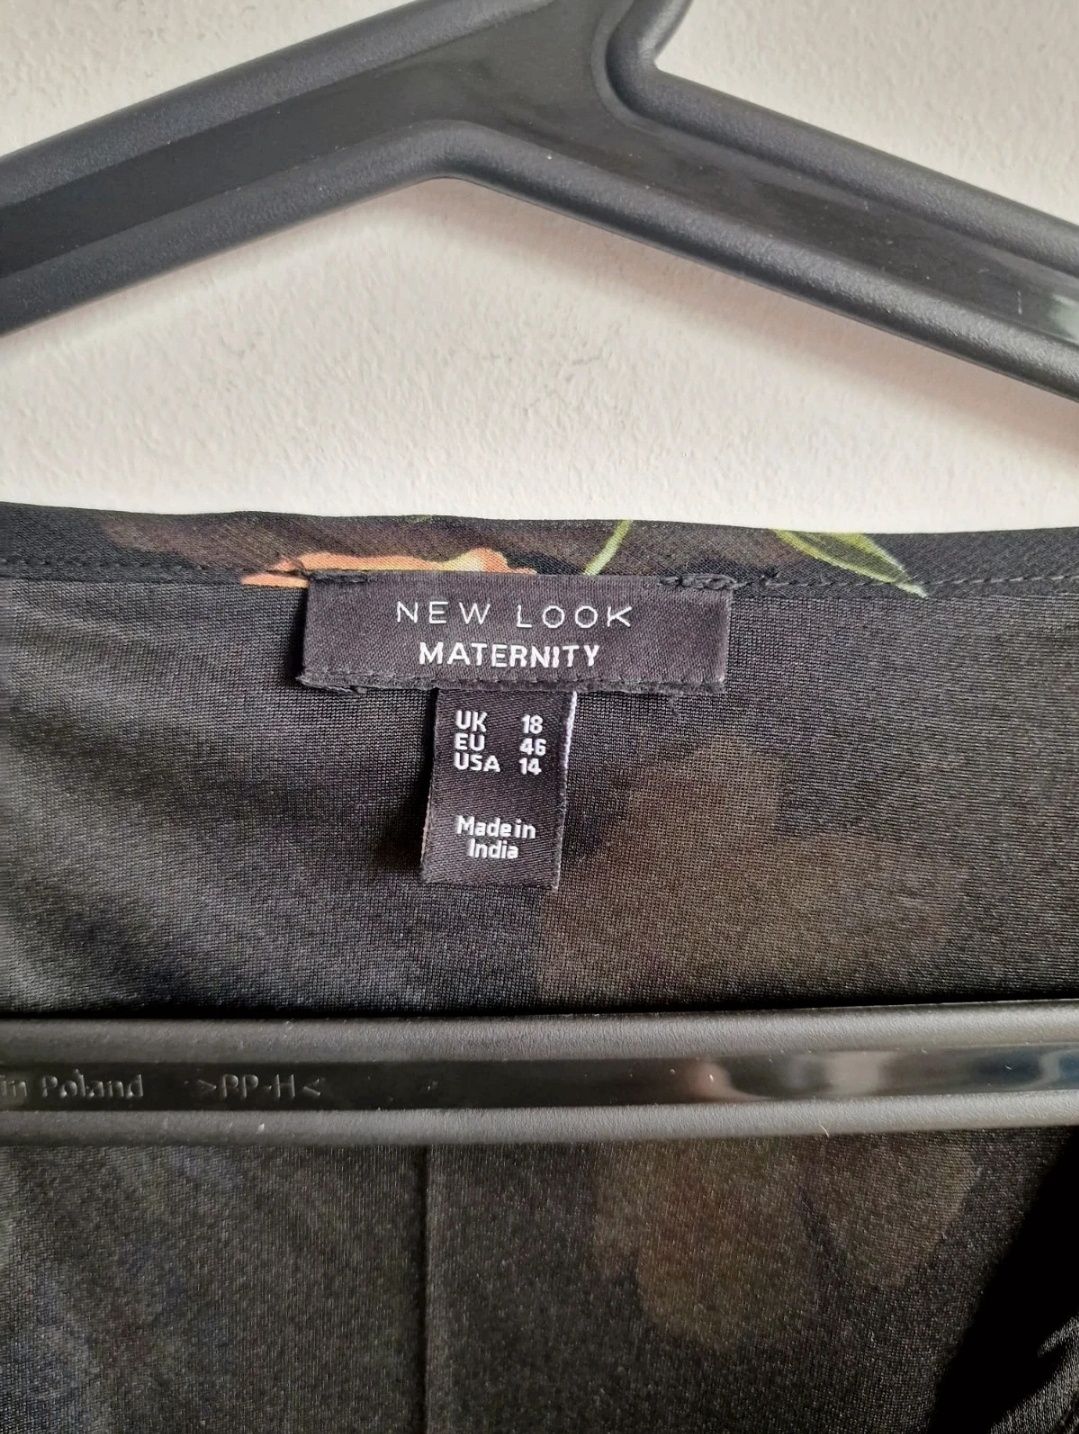 NEW LOOK
MATERNITY
UK 18
EU 46
USA 14
Made in
India
in Poland >PP-H<